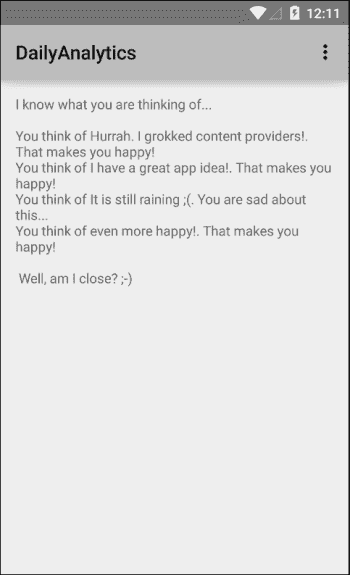 12:11
DailyAnalytics
I know what you are thinking of...
You think of Hurrah. I grokked content providers!.
That makes you happy!
You think of I have a great app idea!. That makes you
happy!
You think of It is still raining ;(. You are sad about
this...
You think of even more happy!. That makes you
happy!
Well, am I close? ;-)